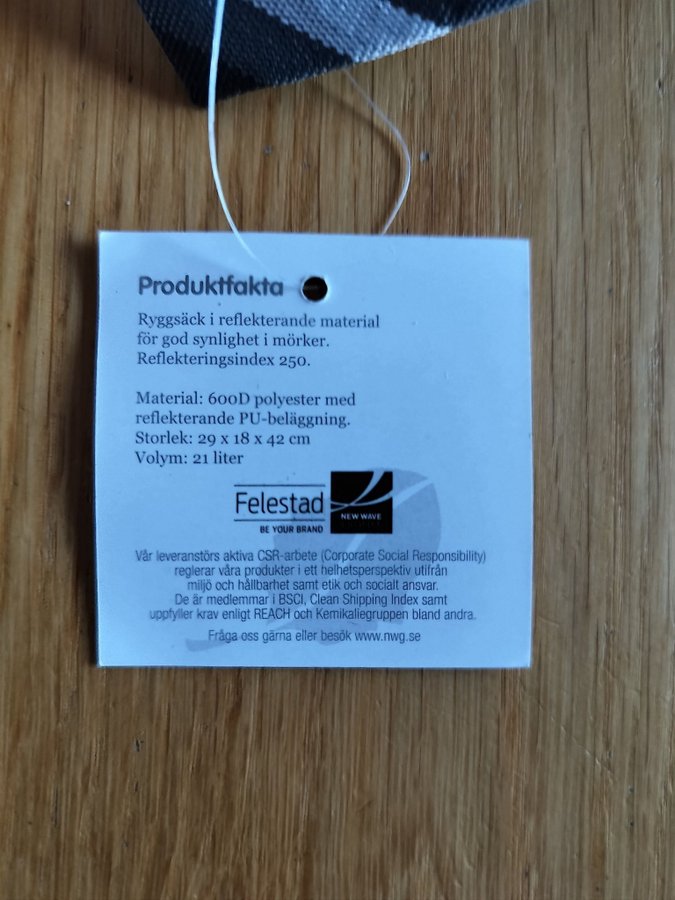 Produktfakta
Ryggsäck i reflekterande material
för god synlighet i mörker.
Reflekteringsindex 250.
Material: 600D polyester med
reflekterande PU-beläggning.
Storlek: 29 x 18 x 42 cm
Volym: 21 liter
Felestad
BE YOUR BRAND
NEW WAVE
Vår leveranstörs aktiva CSR-arbete (Corporate Social Responsibility)
reglerar våra produkter i ett helhetsperspektiv utifrån
miljö och hållbarhet samt etik och socialt ansvar.
De är medlemmar i BSCI, Clean Shipping Index samt
uppfyller krav enligt REACH och Kemikaliegruppen bland andra.
Fråga oss gärna eller besök www.nwg.se